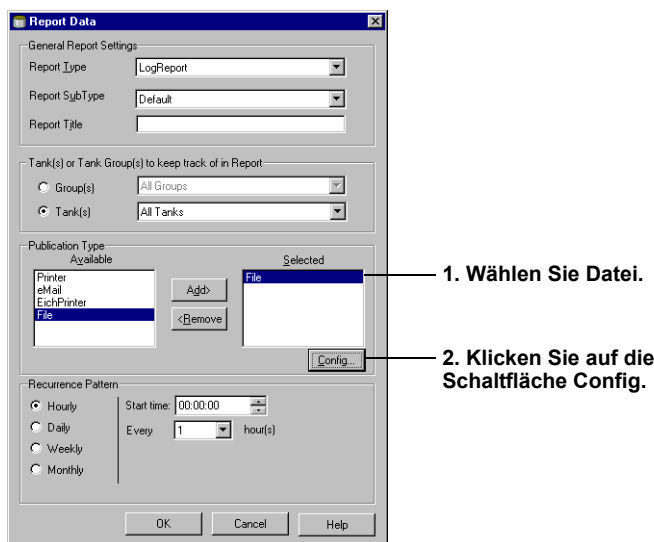 Report Data
General Report Settings
Report Type
LogReport
Report SubType
Default
Report Title
Tank(s) or Tank Group(s) to keep track of in Report
Group(s)
All Groups
Tank(s)
All Tanks
Publication Type
Available
Selected
Printer
eMail
EichPrinter
File
Add>
<Remove
File
Config...
1. Wählen Sie Datei.
2. Klicken Sie auf die
Schaltfläche Config.
Recurrence Pattern
Hourly
Daily
Weekly
Monthly
Start time: 00:00:00
Every 1 hour(s)
OK
Cancel
Help